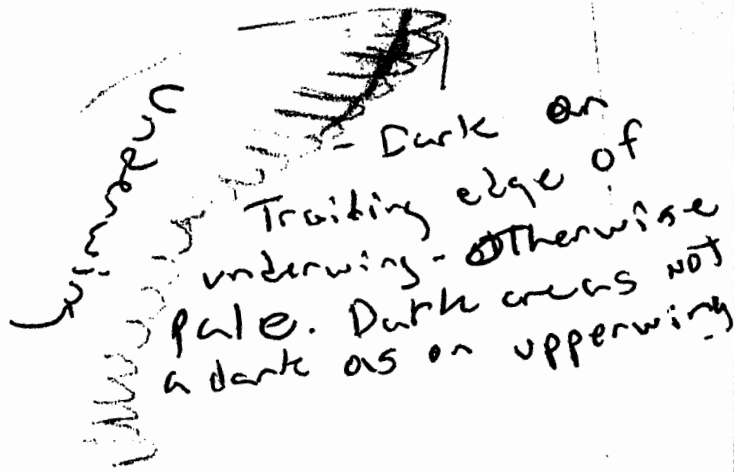 - Dark on
Trailing edge of
underwing - otherwise
pale. Dark areas not
a dark as on upperwing